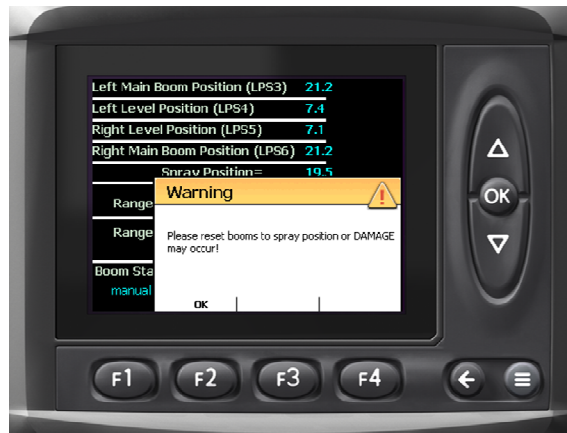 Left Main Boom Position (LPS3) 21.2
Left Level Position (LPS4) 7.4
Right Level Position (LPS5) 7.1
Right Main Boom Position (LPS6) 21.2
Spray Position= 19.5
Warning
Range
Please reset booms to spray position or DAMAGE
Range
may occur!
Boom Sta
manual
OK
OK
F1 F2 F3 F4